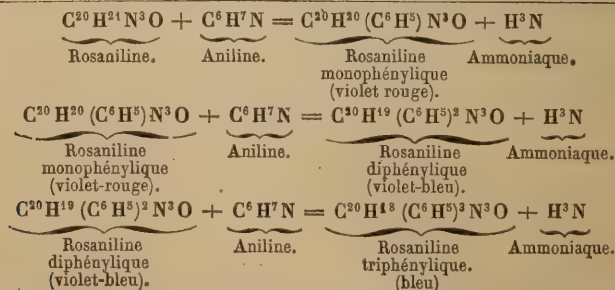 C²⁰H²¹N³O + C⁶H⁷N = C²⁰H²⁰(C⁶H⁵)N³O + H³N
Rosaniline. Aniline. Rosaniline Ammoniaque.
monophénylique
(violet rouge).
C²⁰H²⁰(C⁶H⁵)N³O + C⁶H⁷N = C²⁰H¹⁹(C⁶H⁵)²N³O + H³N
Rosaniline Aniline. Rosaniline Ammoniaque.
monophénylique diphénylique
(violet-rouge). (violet-bleu).
C²⁰H¹⁹(C⁶H⁵)²N³O + C⁶H⁷N = C²⁰H¹⁸(C⁶H⁵)³N³O + H³N
Rosaniline Aniline. Rosaniline Ammoniaque.
diphénylique triphénylique.
(violet-bleu). (bleu)